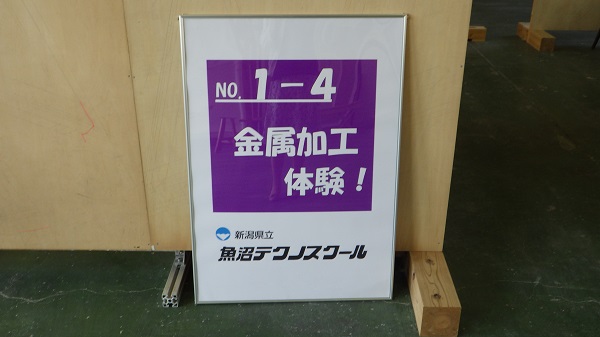 NO. 1－4
金属加工
体験！
新潟県立
魚沼テクノスクール